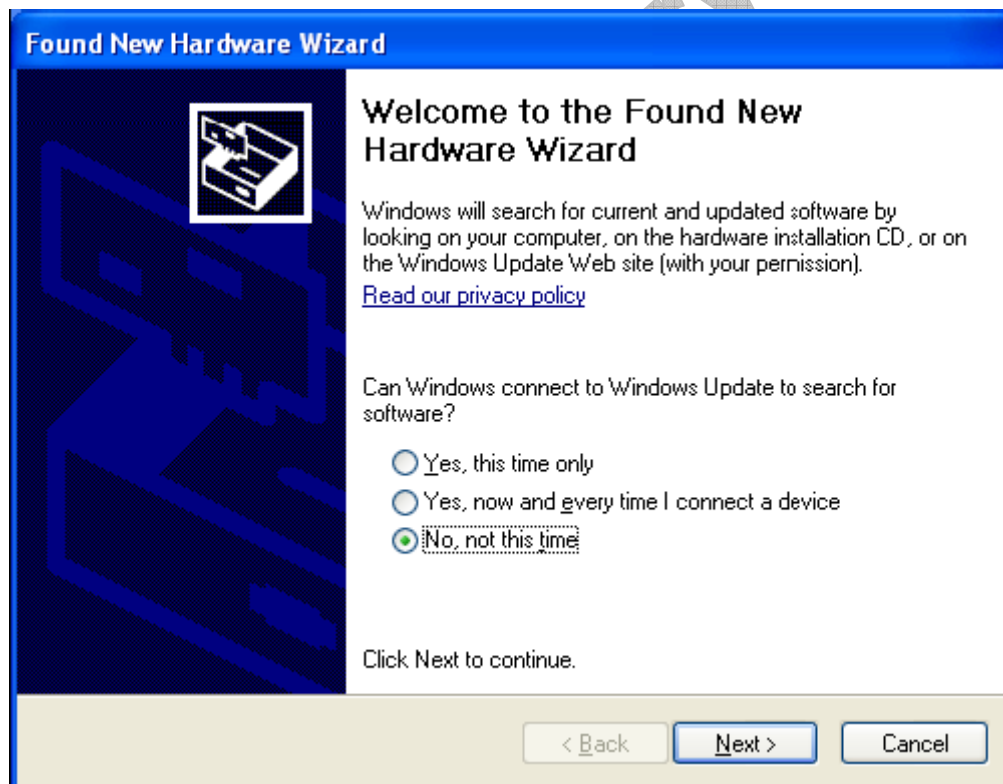 Found New Hardware Wizard
Welcome to the Found New
Hardware Wizard
Windows will search for current and updated software by
looking on your computer, on the hardware installation CD, or on
the Windows Update Web site (with your permission).
Read our privacy policy
Can Windows connect to Windows Update to search for
software?
Yes, this time only
Yes, now and every time I connect a device
No, not this time
Click Next to continue.
< Back Next > Cancel